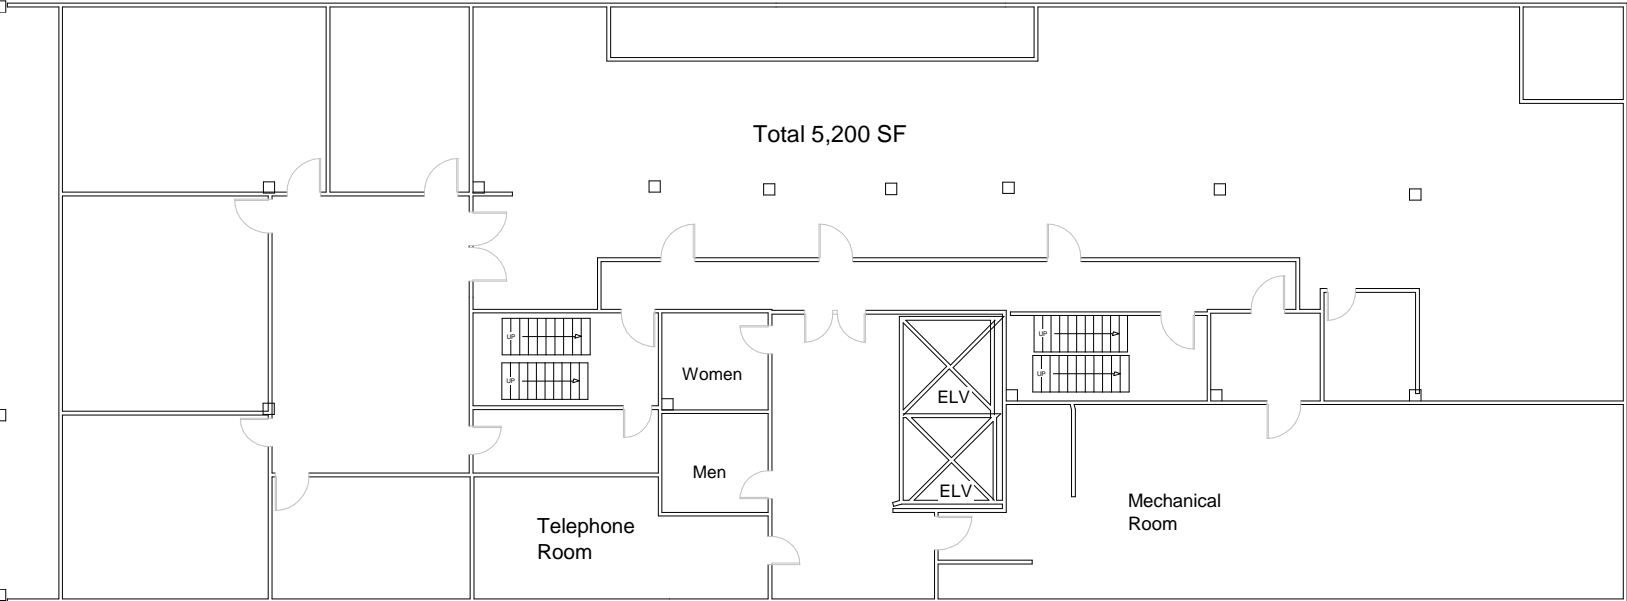 Total 5,200 SF
UP
UP
UP
UP
Women
ELV
Men
ELV
Mechanical
Room
Telephone
Room